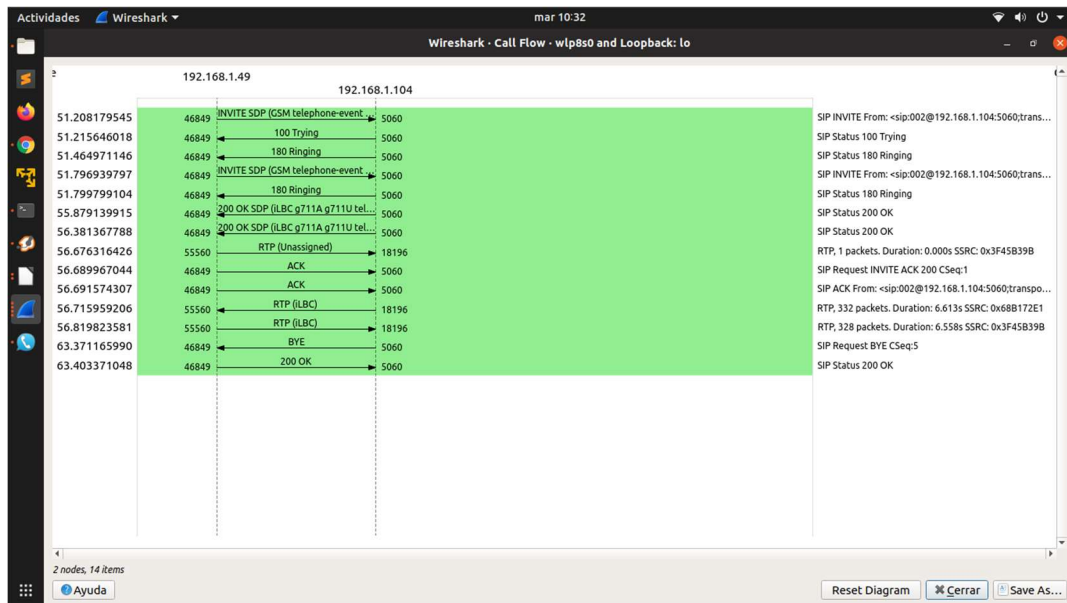 Actividades Wireshark mar 10:32
Wireshark · Call Flow · wlp8s0 and Loopback: lo
192.168.1.49
192.168.1.104
51.208179545 46849 INVITE SDP (GSM telephone-event ... 5060 SIP INVITE From: <sip:002@192.168.1.104:5060;trans...
51.215646018 46849 100 Trying 5060 SIP Status 100 Trying
51.464971146 46849 180 Ringing 5060 SIP Status 180 Ringing
51.796939797 46849 INVITE SDP (GSM telephone-event ... 5060 SIP INVITE From: <sip:002@192.168.1.104:5060;trans...
51.799799104 46849 180 Ringing 5060 SIP Status 180 Ringing
55.879139915 46849 200 OK SDP (iLBC g711A g711U tel... 5060 SIP Status 200 OK
56.381367788 46849 200 OK SDP (iLBC g711A g711U tel... 5060 SIP Status 200 OK
56.676316426 55560 RTP (Unassigned) 18196 RTP, 1 packets. Duration: 0.000s SSRC: 0x3F45B39B
56.689967044 46849 ACK 5060 SIP Request INVITE ACK 200 CSeq:1
56.691574307 46849 ACK 5060 SIP ACK From: <sip:002@192.168.1.104:5060;transpo...
56.715959206 55560 RTP (iLBC) 18196 RTP, 332 packets. Duration: 6.613s SSRC: 0x68B172E1
56.819823581 55560 RTP (iLBC) 18196 RTP, 328 packets. Duration: 6.558s SSRC: 0x3F45B39B
63.371165990 46849 BYE 5060 SIP Request BYE CSeq:5
63.403371048 46849 200 OK 5060 SIP Status 200 OK
2 nodes, 14 items
Ayuda Reset Diagram Cerrar Save As...